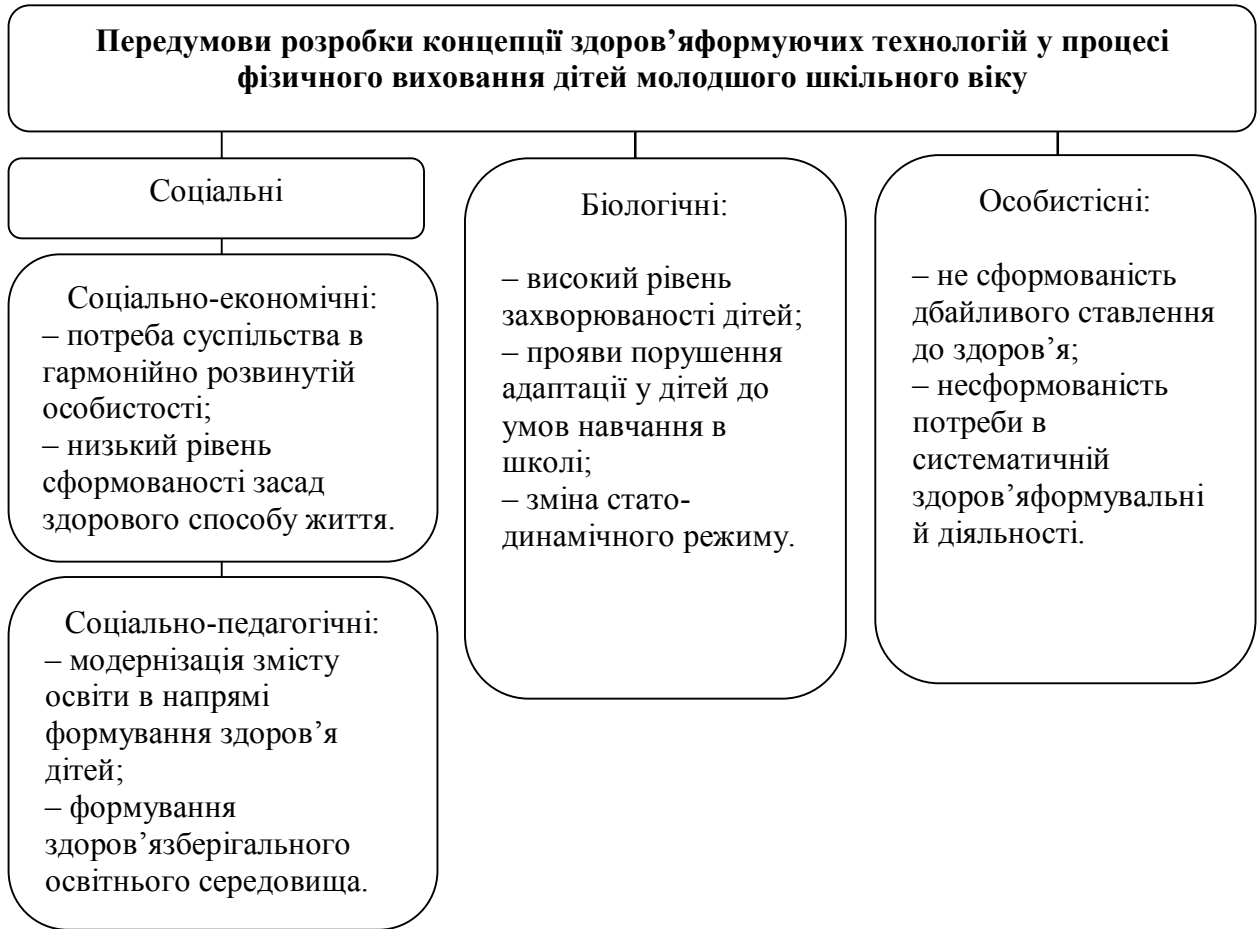 Передумови розробки концепції здоров’яформуючих технологій у процесі
фізичного виховання дітей молодшого шкільного віку
Соціальні
Соціально-економічні:
– потреба суспільства в
гармонійно розвинутій
особистості;
– низький рівень
сформованості засад
здорового способу життя.
Соціально-педагогічні:
– модернізація змісту
освіти в напрямі
формування здоров’я
дітей;
– формування
здоров’язберігального
освітнього середовища.
Біологічні:
– високий рівень
захворюваності дітей;
– прояви порушення
адаптації у дітей до
умов навчання в
школі;
– зміна стато-
динамічного режиму.
Особистісні:
– не сформованість
дбайливого ставлення
до здоров’я;
– несформованість
потреби в
систематичній
здоров’яформувальні
й діяльності.